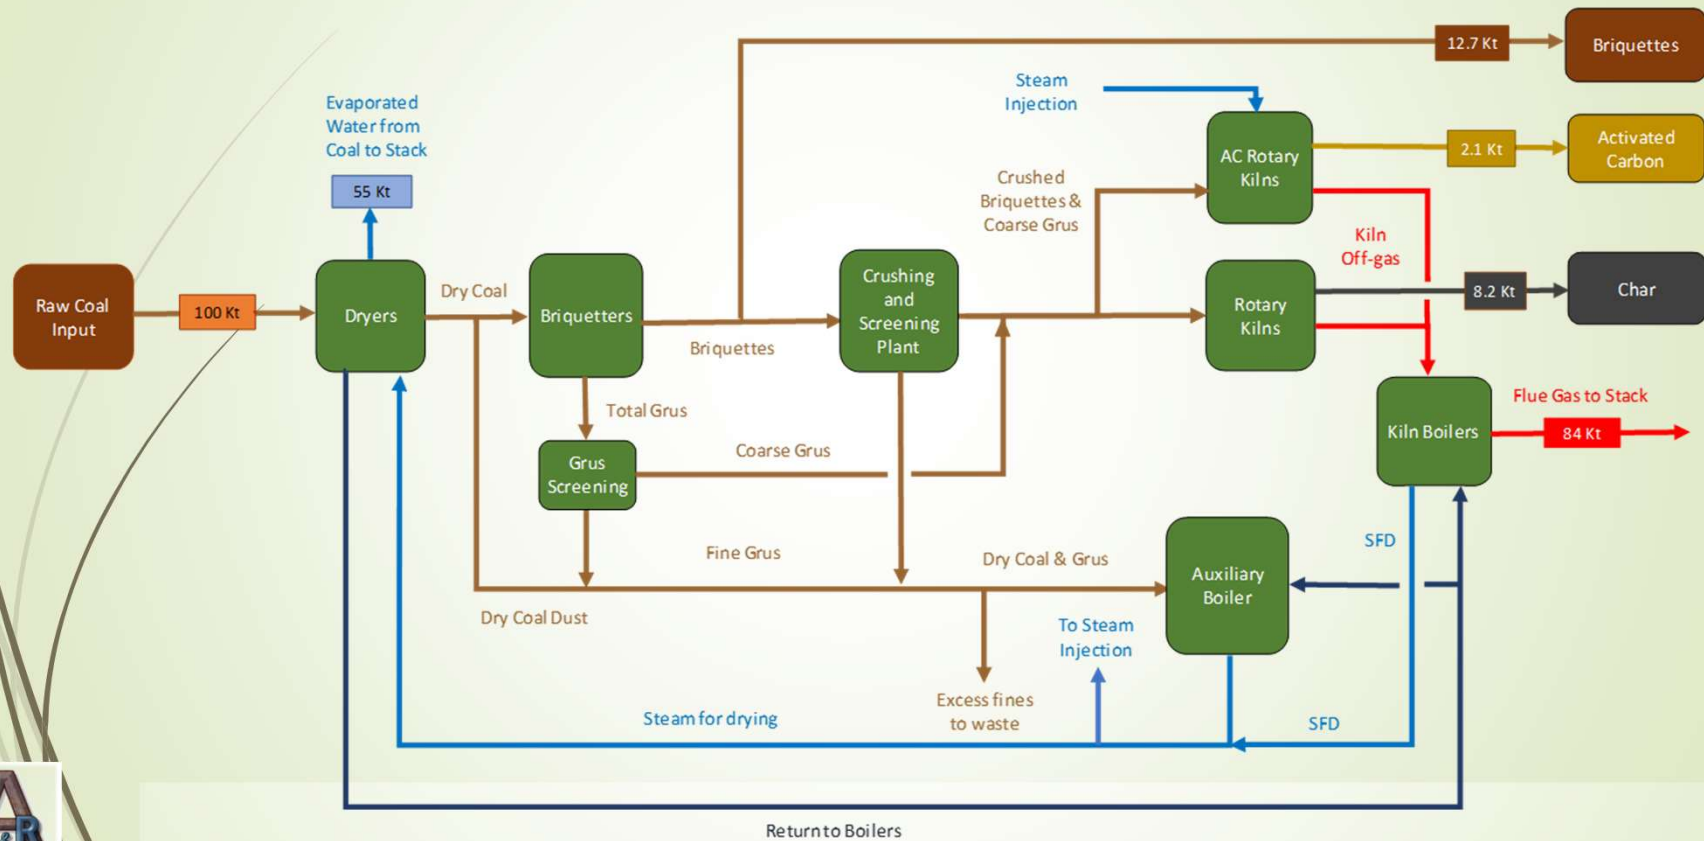 12.7 Kt
Briquettes
Steam
Injection
Evaporated
Water from
Coal to Stack
55 Kt
AC Rotary
Kilns
2.1 Kt
Activated
Carbon
Crushed
Briquettes &
Coarse Grus
Kiln
Off-gas
Raw Coal
Input
100 Kt
Dryers
Dry Coal
Briquetters
Briquettes
Crushing
and
Screening
Plant
Rotary
Kilns
8.2 Kt
Char
Total Grus
Grus
Screening
Coarse Grus
Kiln Boilers
Flue Gas to Stack
84 Kt
Fine Grus
Dry Coal & Grus
Auxiliary
Boiler
SFD
Dry Coal Dust
To Steam
Injection
Excess fines
to waste
Steam for drying
SFD
Return to Boilers